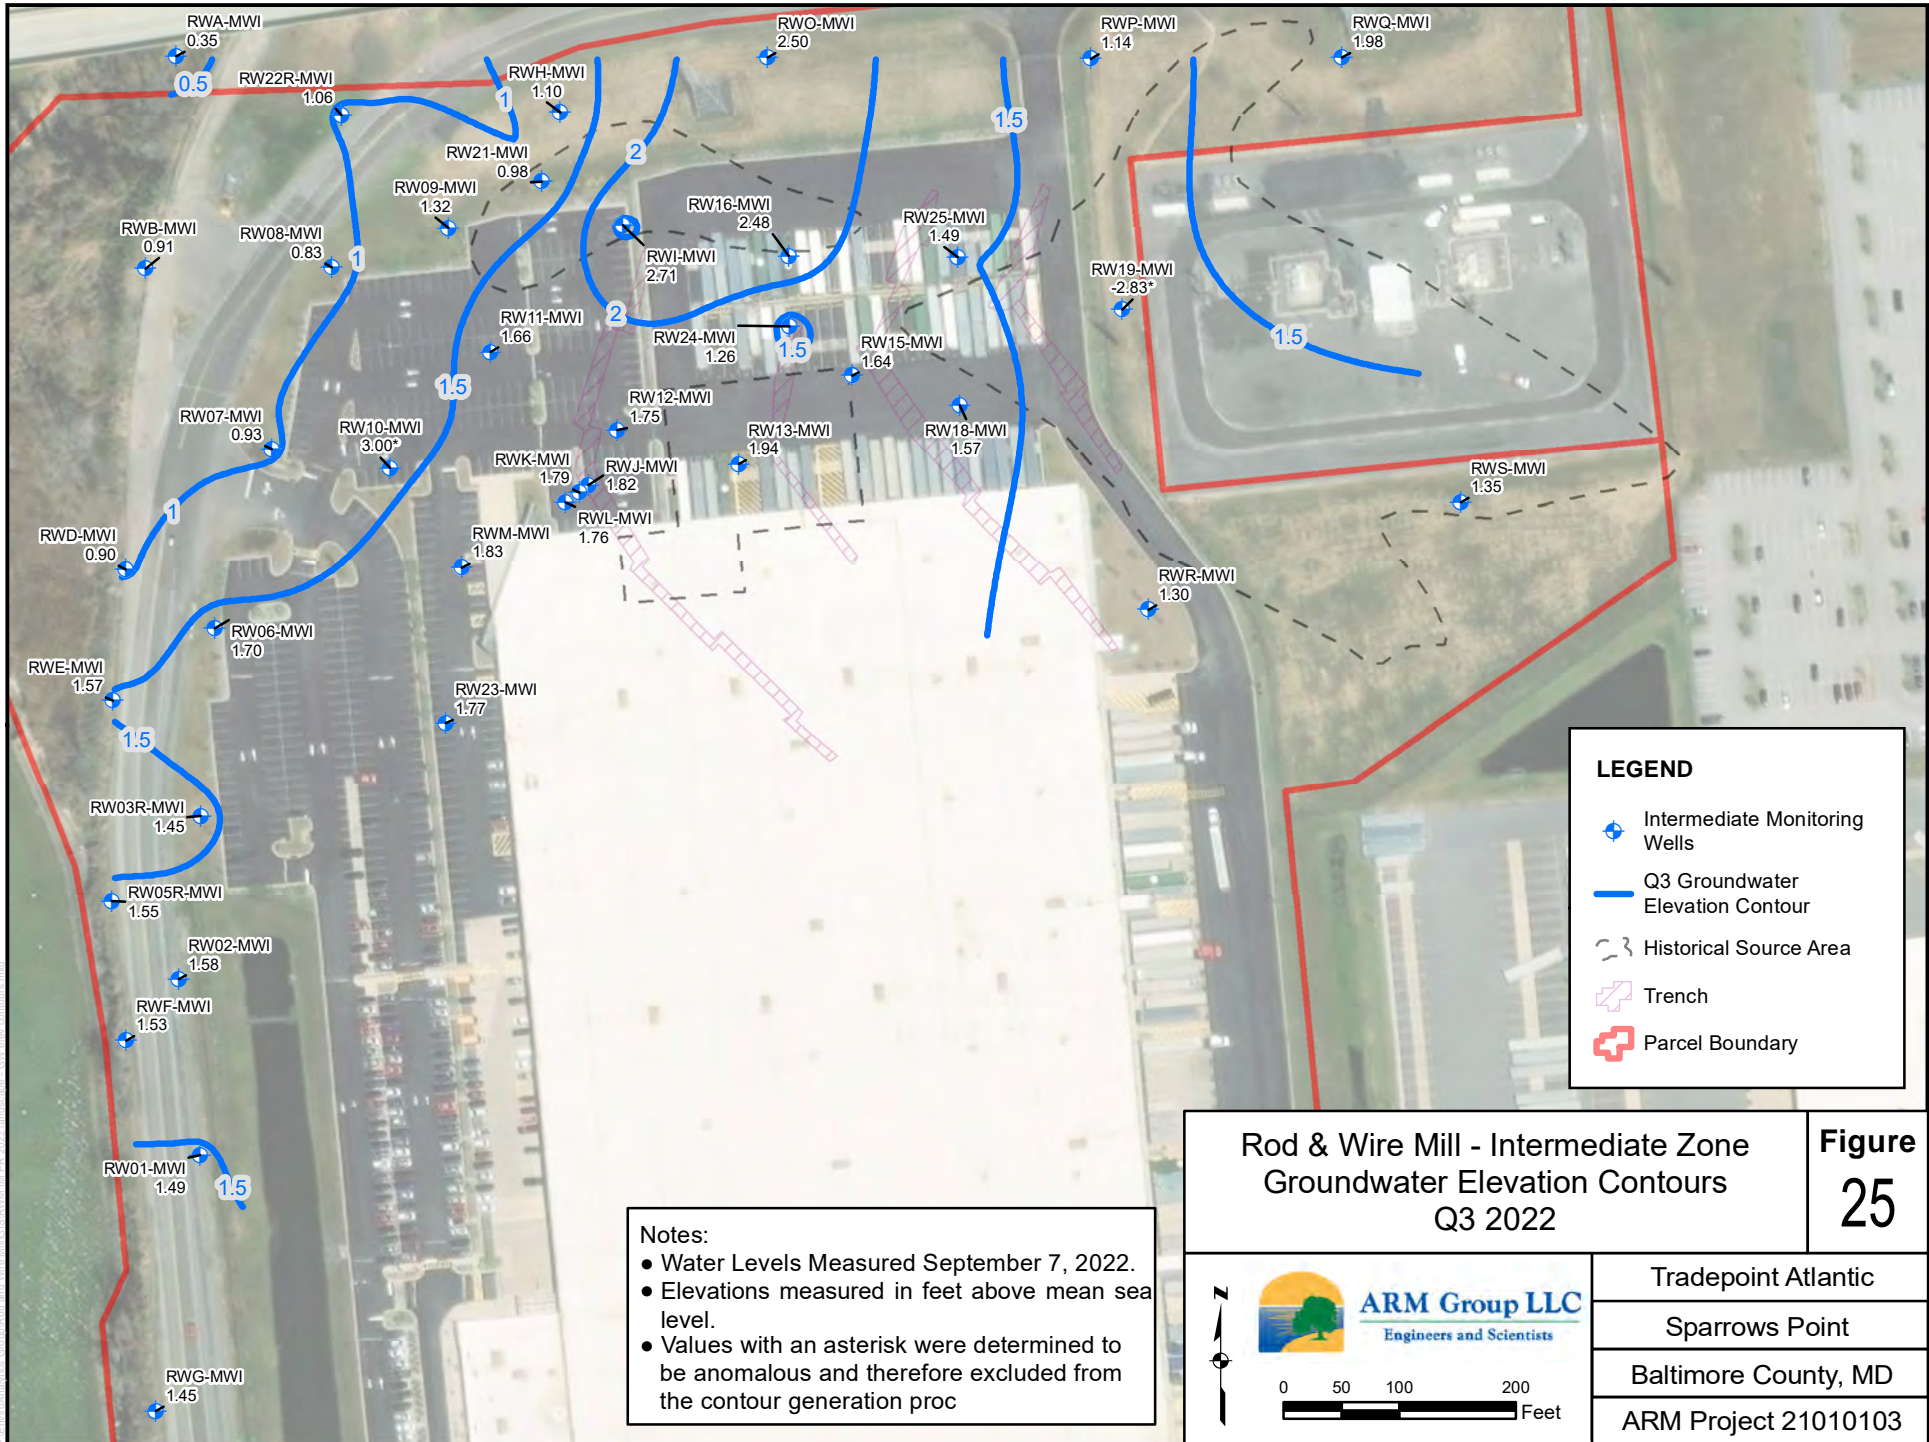 RWA-MWI
0.35
0.5
RW22R-MWI
1.06
RWH-MWI
1.10
1
RWO-MWI
2.50
RWP-MWI
1.14
RWQ-MWI
1.98
1.5
2
RW21-MWI
0.98
RW09-MWI
1.32
RWB-MWI
0.91
RW08-MWI
0.83
1
RWI-MWI
2.71
RW16-MWI
2.48
RW25-MWI
1.49
RW19-MWI
-2.83*
2
RW11-MWI
1.66
RW24-MWI
1.26
1.5
RW15-MWI
1.64
1.5
1.5
RW07-MWI
0.93
RW10-MWI
3.00*
RW12-MWI
1.75
RW13-MWI
1.94
RW18-MWI
1.57
RWK-MWI
1.79
RWJ-MWI
1.82
RWL-MWI
1.76
RWS-MWI
1.35
1
RWD-MWI
0.90
RWM-MWI
1.83
RWR-MWI
1.30
RW06-MWI
1.70
RWE-MWI
1.57
RW23-MWI
1.77
1.5
RW03R-MWI
1.45
RW05R-MWI
1.55
RW02-MWI
1.58
RWF-MWI
1.53
RW01-MWI
1.49
1.5
RWG-MWI
1.45
LEGEND
Intermediate Monitoring
Wells
Q3 Groundwater
Elevation Contour
Historical Source Area
Trench
Parcel Boundary
Notes:
● Water Levels Measured September 7, 2022.
● Elevations measured in feet above mean sea
level.
● Values with an asterisk were determined to
be anomalous and therefore excluded from
the contour generation proc
Rod & Wire Mill - Intermediate Zone
Groundwater Elevation Contours
Q3 2022
Figure
25
Z
ARM Group LLC
Engineers and Scientists
0 50 100 200
Feet
Tradepoint Atlantic
Sparrows Point
Baltimore County, MD
ARM Project 21010103